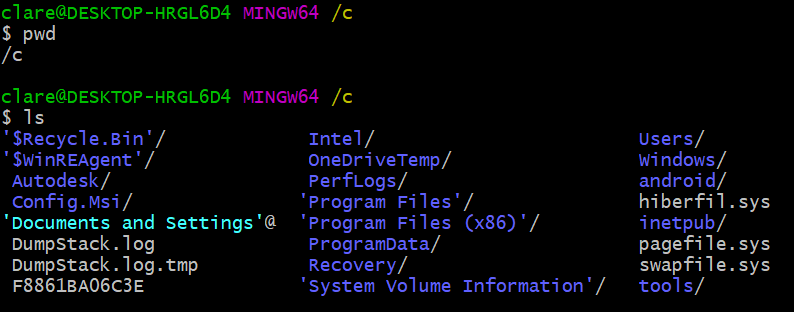 clare@DESKTOP-HRGL6D4 MINGW64 /c
$ pwd
/c
clare@DESKTOP-HRGL6D4 MINGW64 /c
$ ls
'$Recycle.Bin'/ Intel/ Users/
'$WinREAgent'/ OneDriveTemp/ Windows/
Autodesk/ PerfLogs/ android/
Config.Msi/ 'Program Files'/ hiberfil.sys
'Documents and Settings'@ 'Program Files (x86)'/ inetpub/
DumpStack.log ProgramData/ pagefile.sys
DumpStack.log.tmp Recovery/ swapfile.sys
F8861BA06C3E 'System Volume Information'/ tools/